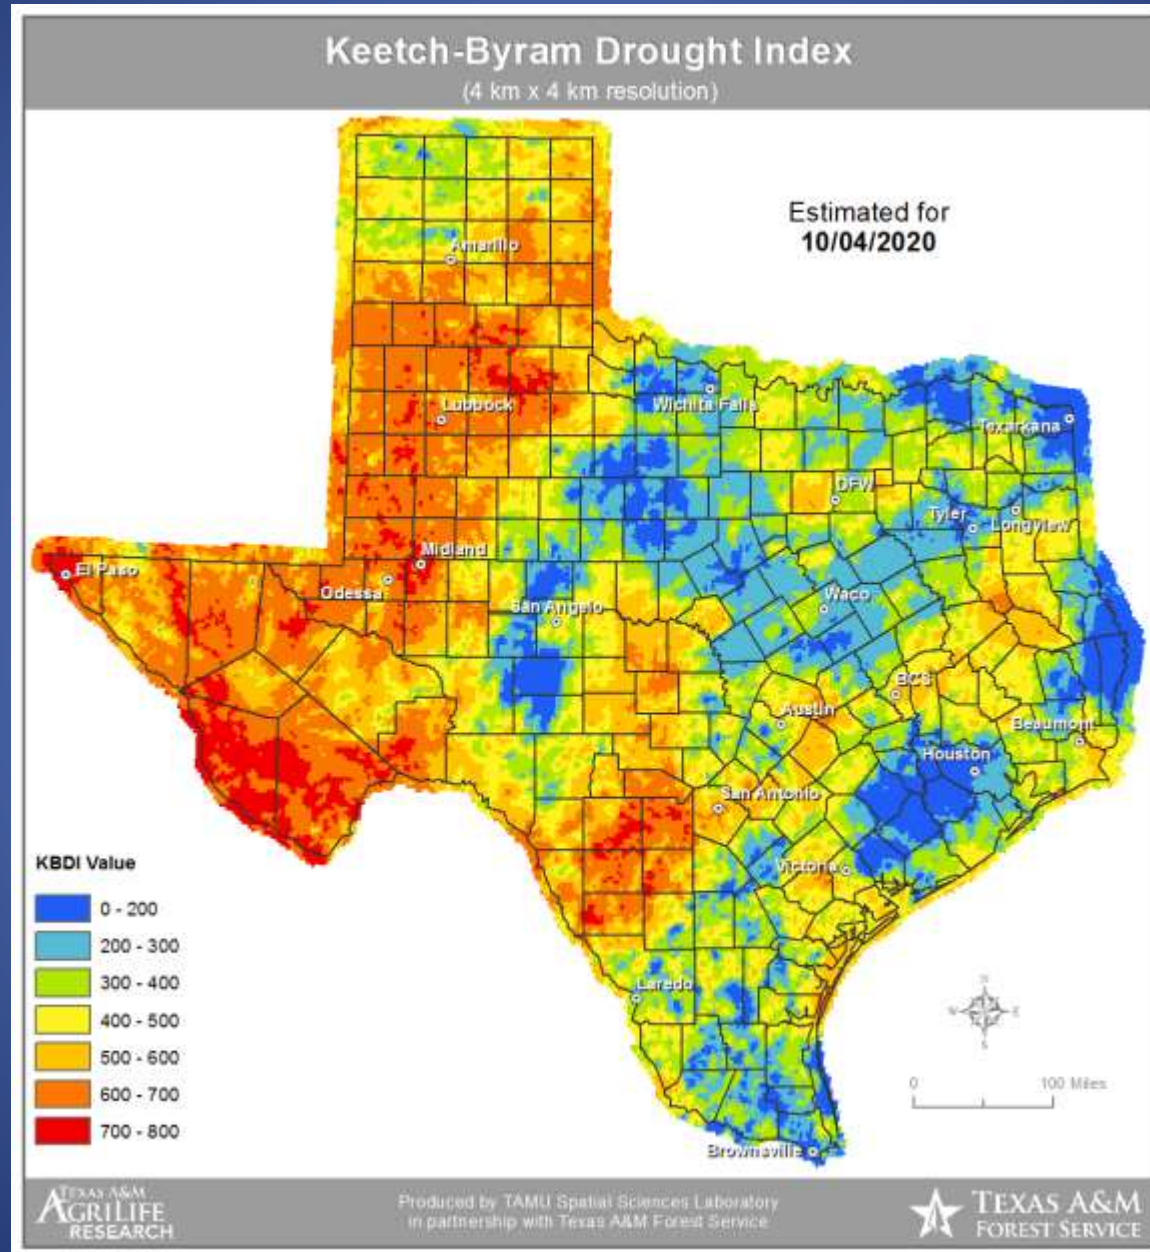 Keetch-Byram Drought Index
(4 km x 4 km resolution)
Estimated for
10/04/2020
Amarillo
Lubbock
Wichita Falls
Texarkana
DFW
Tyler
Longview
Midland
El Paso
Odessa
San Angelo
Waco
BCS
Austin
Beaumont
Houston
San Antonio
Victoria
Laredo
Brownsville
KBDI Value
0 - 200
200 - 300
300 - 400
400 - 500
500 - 600
600 - 700
700 - 800
N
W E
S
0 100 Miles
TEXAS A&M
AGRILIFE
RESEARCH
Produced by TAMU Spatial Sciences Laboratory
in partnership with Texas A&M Forest Service
TEXAS A&M
FOREST SERVICE